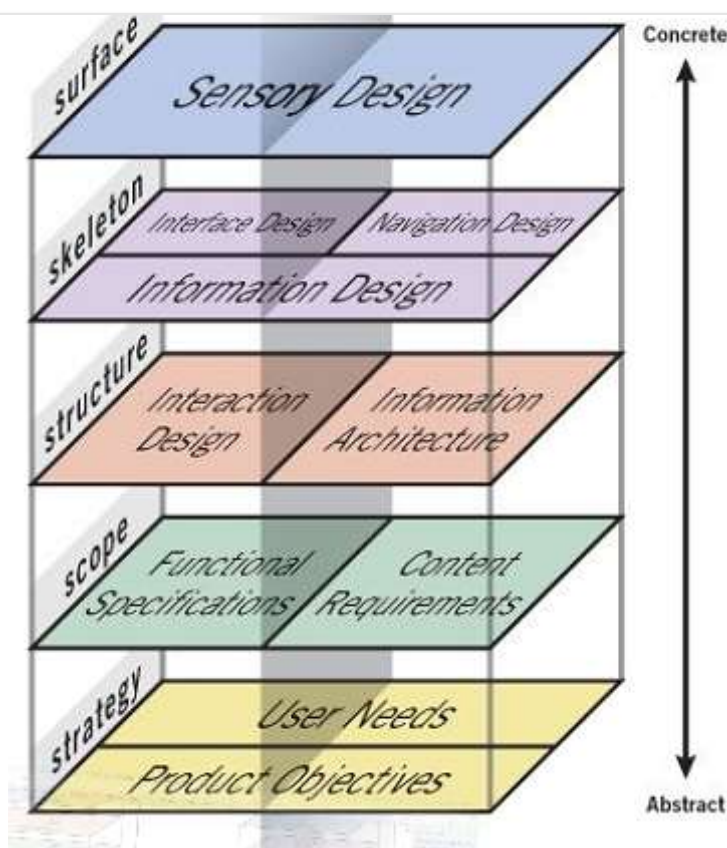 Concrete
surface
Sensory Design
skeleton
Interface Design
Navigation Design
Information Design
structure
Interaction
Design
Information
Architecture
scope
Functional
Specifications
Content
Requirements
strategy
User Needs
Product Objectives
Abstract